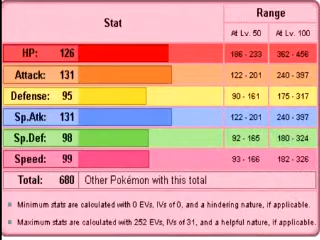 Stat Range
At Lv. 50 At Lv. 100
HP: 126 186 - 233 362 - 456
Attack: 131 122 - 201 240 - 397
Defense: 95 90 - 161 175 - 317
Sp.Atk: 131 122 - 201 240 - 397
Sp.Def: 98 92 - 165 180 - 324
Speed: 99 93 - 166 182 - 326
Total: 680 Other Pokémon with this total
Minimum stats are calculated with 0 EVs, IVs of 0, and a hindering nature, if applicable.
Maximum stats are calculated with 252 EVs, IVs of 31, and a helpful nature, if applicable.